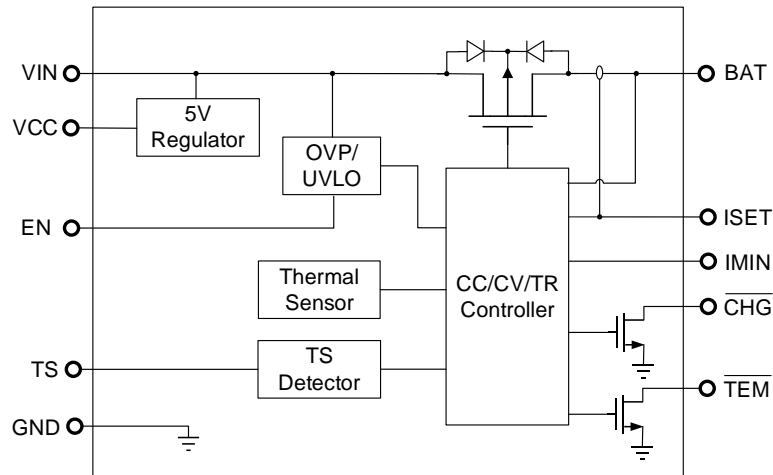 VIN
BAT
5V
Regulator
VCC
OVP/
UVLO
EN
ISET
IMIN
Thermal
Sensor
CC/CV/TR
Controller
CHG
TS
TS
Detector
TEM
GND